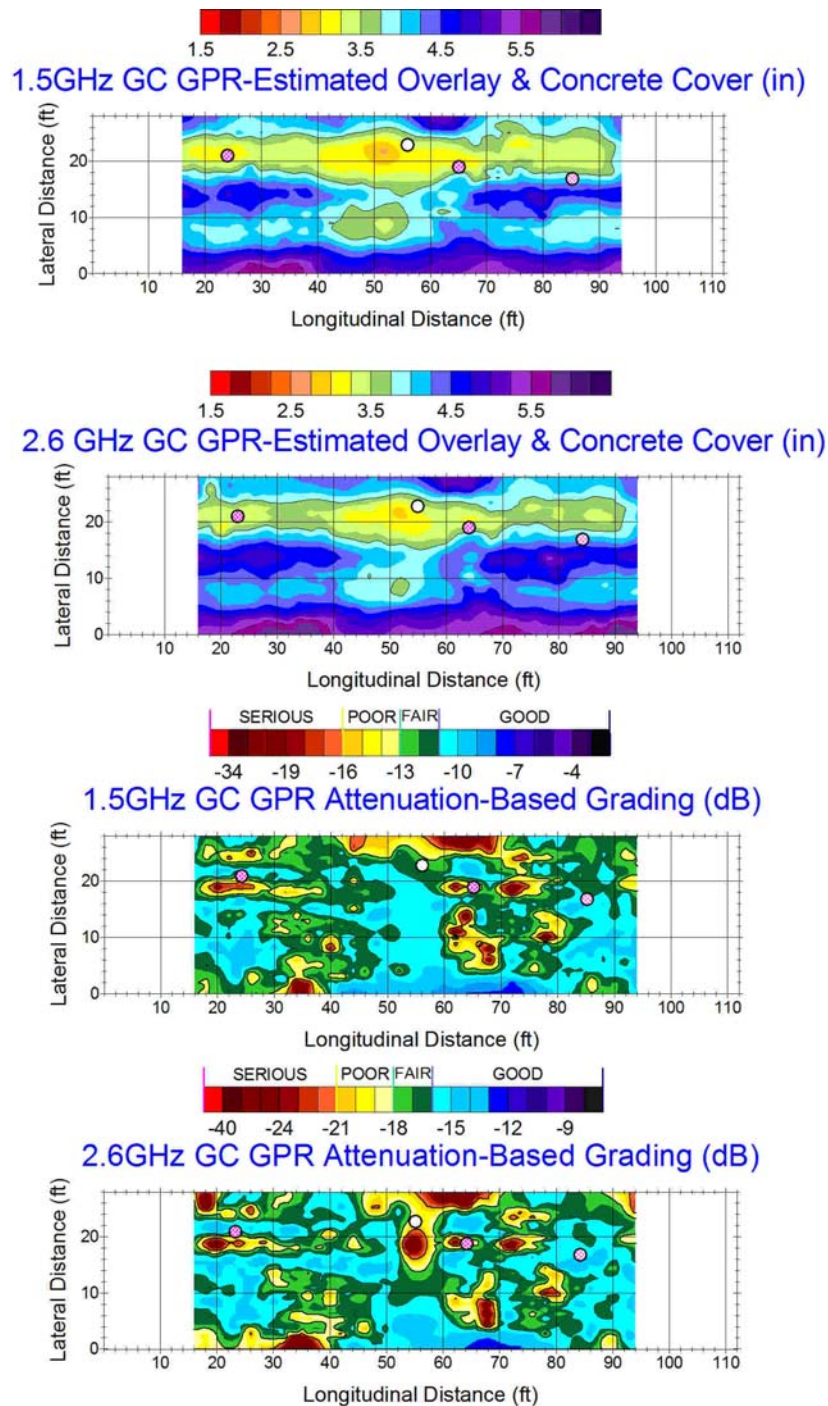 1.5 2.5 3.5 4.5 5.5
1.5GHz GC GPR-Estimated Overlay & Concrete Cover (in)
Lateral Distance (ft)
20
10
0
10 20 30 40 50 60 70 80 90 100 110
Longitudinal Distance (ft)
1.5 2.5 3.5 4.5 5.5
2.6 GHz GC GPR-Estimated Overlay & Concrete Cover (in)
Lateral Distance (ft)
20
10
0
10 20 30 40 50 60 70 80 90 100 110
Longitudinal Distance (ft)
SERIOUS POOR FAIR GOOD
-34 -19 -16 -13 -10 -7 -4
1.5GHz GC GPR Attenuation-Based Grading (dB)
Lateral Distance (ft)
20
10
0
10 20 30 40 50 60 70 80 90 100 110
Longitudinal Distance (ft)
SERIOUS POOR FAIR GOOD
-40 -24 -21 -18 -15 -12 -9
2.6GHz GC GPR Attenuation-Based Grading (dB)
Lateral Distance (ft)
20
10
0
10 20 30 40 50 60 70 80 90 100 110
Longitudinal Distance (ft)